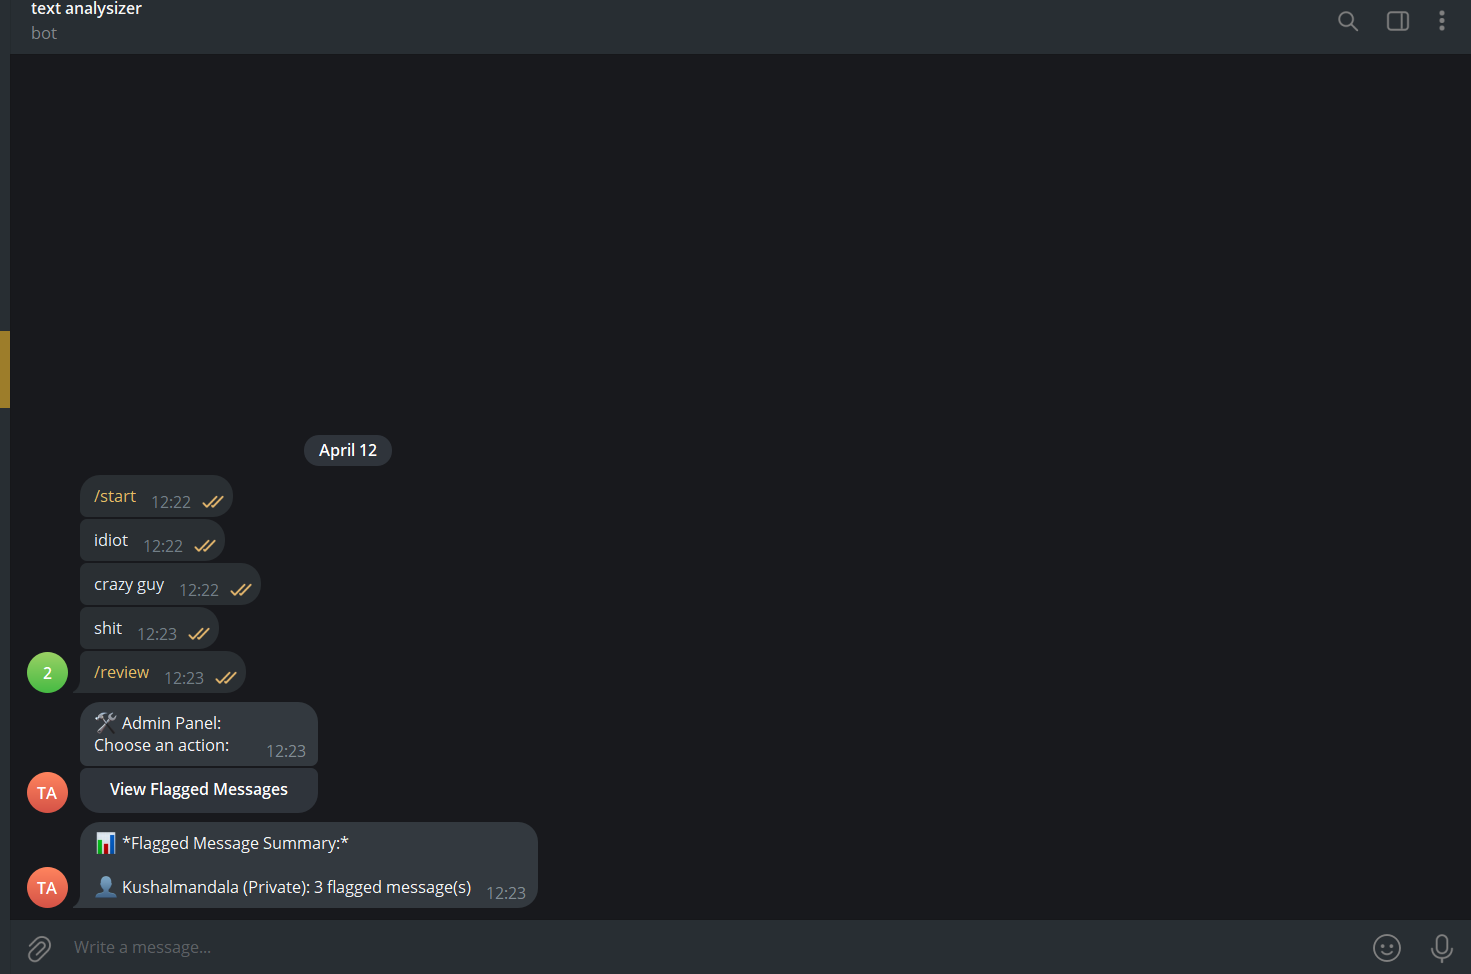 text analysizer
bot
April 12
/start 12:22
idiot 12:22
crazy guy 12:22
shit 12:23
2
/review 12:23
🛠 Admin Panel:
Choose an action: 12:23
TA
View Flagged Messages
📊 *Flagged Message Summary:*
TA
👤 Kushalmandala (Private): 3 flagged message(s) 12:23
Write a message...